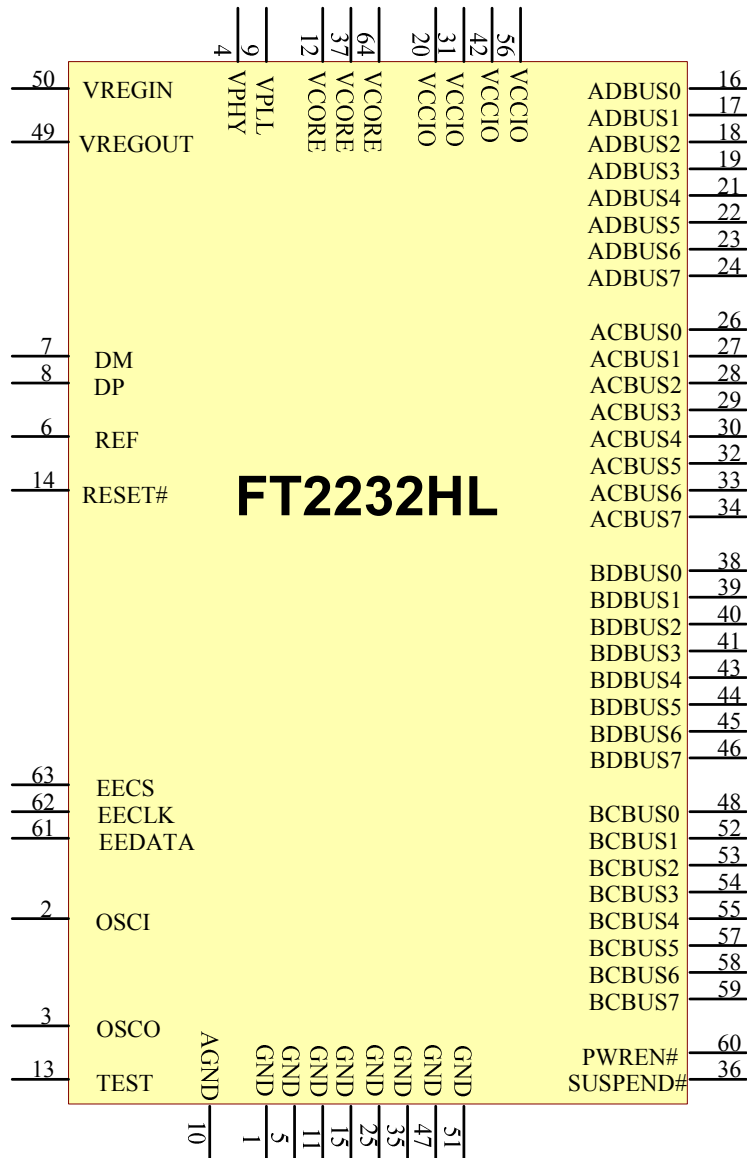 4 9 12 37 64 20 31 42 56
VPHY VPLL VCORE VCORE VCORE VCCIO VCCIO VCCIO VCCIO
50 VREGIN
49 VREGOUT
7 DM
8 DP
6 REF
14 RESET#
FT2232HL
63 EECS
62 EECLK
61 EEDATA
2 OSCI
3 OSCO
13 TEST
ADBUS0 16
ADBUS1 17
ADBUS2 18
ADBUS3 19
ADBUS4 21
ADBUS5 22
ADBUS6 23
ADBUS7 24
ACBUS0 26
ACBUS1 27
ACBUS2 28
ACBUS3 29
ACBUS4 30
ACBUS5 32
ACBUS6 33
ACBUS7 34
BDBUS0 38
BDBUS1 39
BDBUS2 40
BDBUS3 41
BDBUS4 43
BDBUS5 44
BDBUS6 45
BDBUS7 46
BCBUS0 48
BCBUS1 52
BCBUS2 53
BCBUS3 54
BCBUS4 55
BCBUS5 57
BCBUS6 58
BCBUS7 59
PWREN# 60
SUSPEND# 36
AGND GND GND GND GND GND GND GND GND
10 1 5 11 15 25 35 47 51